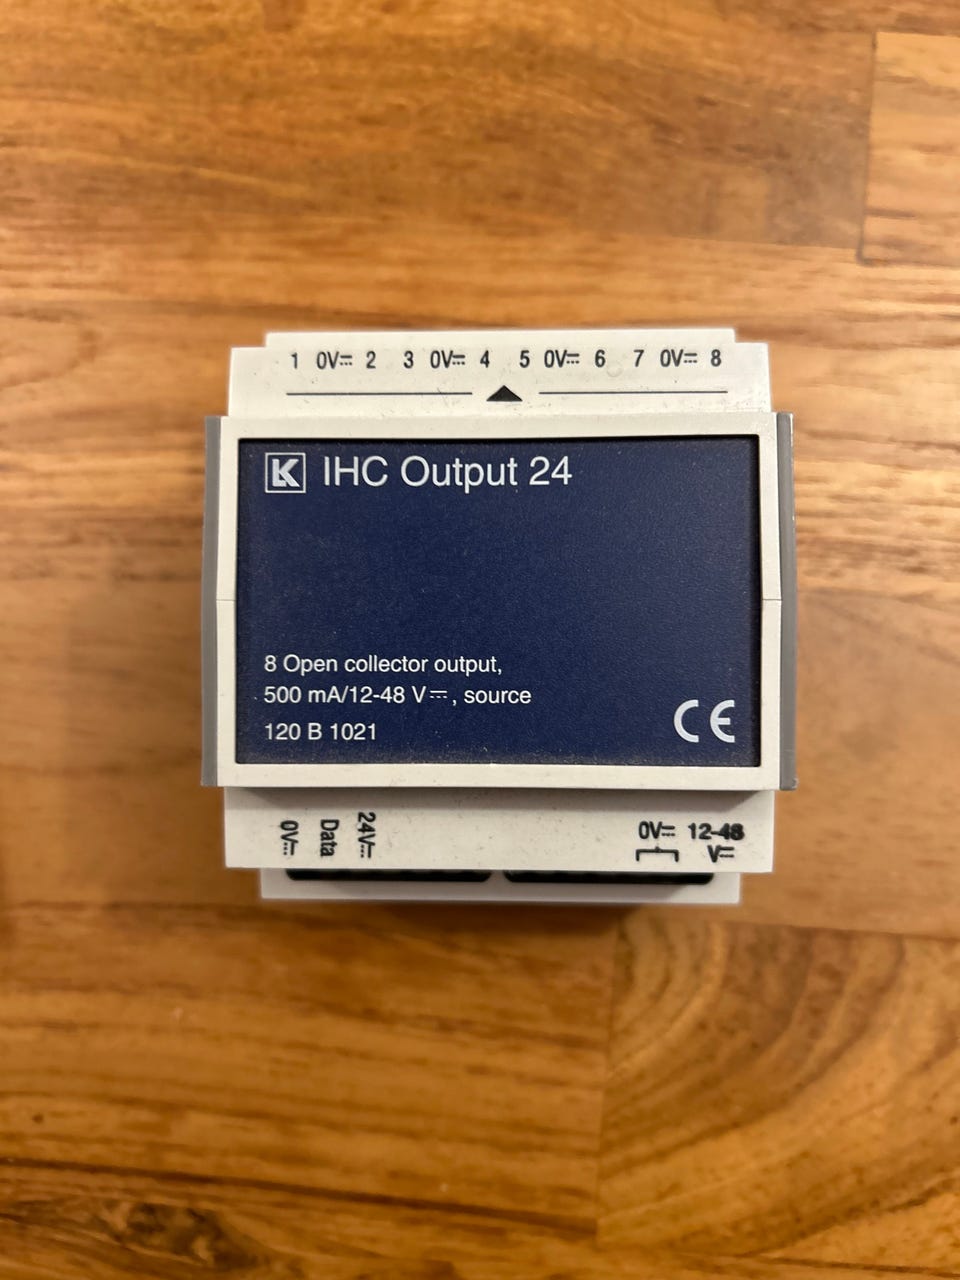 1 0V⎓ 2 3 0V⎓ 4 5 0V⎓ 6 7 0V⎓ 8
LK IHC Output 24
8 Open collector output,
500 mA/12-48 V⎓, source
120 B 1021
CE
0V⎓ Data 24V⎓
0V⎓ 12-48 V⎓